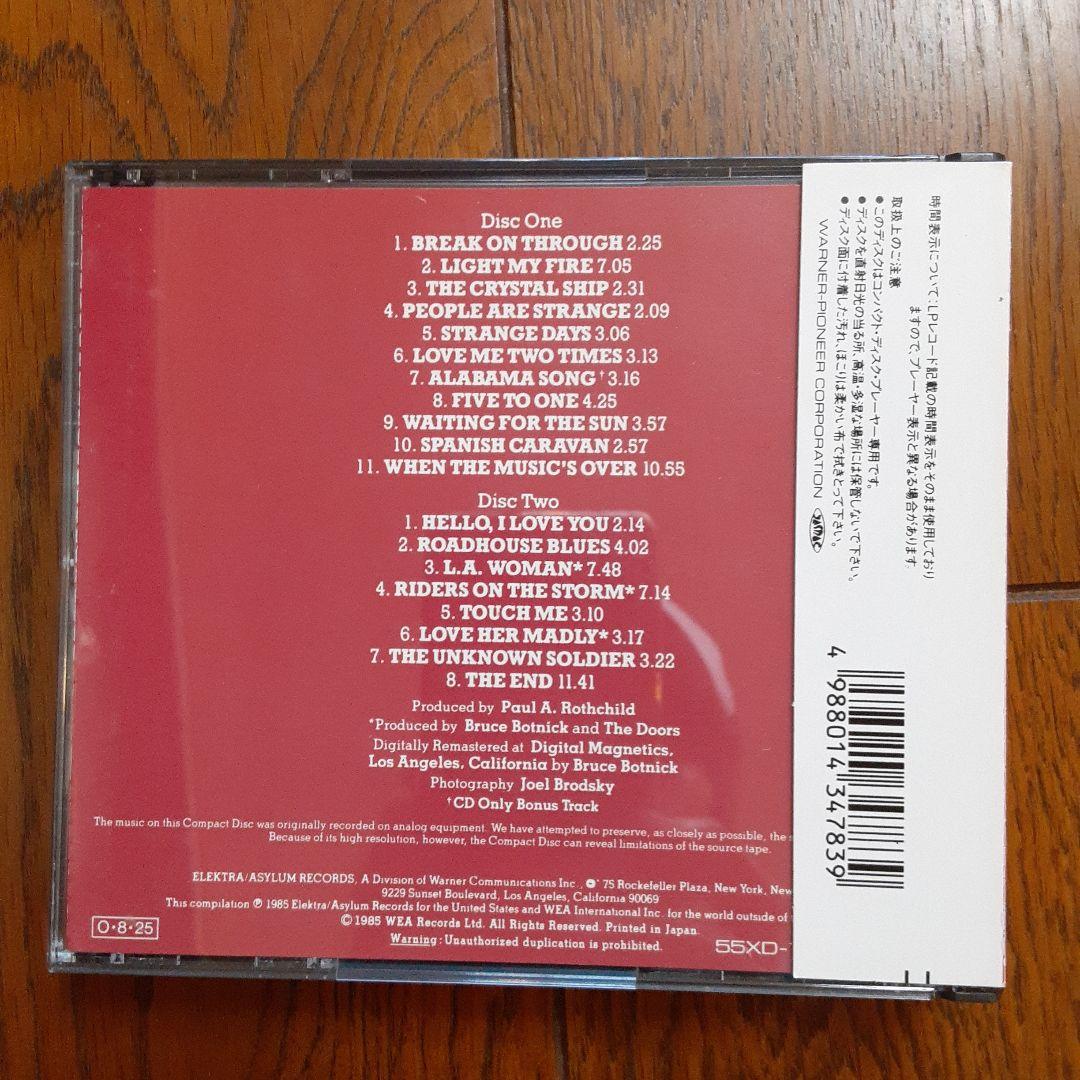 Disc One
1. BREAK ON THROUGH 2.25
2. LIGHT MY FIRE 7.05
3. THE CRYSTAL SHIP 2.31
4. PEOPLE ARE STRANGE 2.09
5. STRANGE DAYS 3.06
6. LOVE ME TWO TIMES 3.13
7. ALABAMA SONG † 3.16
8. FIVE TO ONE 4.25
9. WAITING FOR THE SUN 3.57
10. SPANISH CARAVAN 2.57
11. WHEN THE MUSIC'S OVER 10.55
Disc Two
1. HELLO, I LOVE YOU 2.14
2. ROADHOUSE BLUES 4.02
3. L.A. WOMAN* 7.48
4. RIDERS ON THE STORM* 7.14
5. TOUCH ME 3.10
6. LOVE HER MADLY* 3.17
7. THE UNKNOWN SOLDIER 3.22
8. THE END 11.41
Produced by Paul A. Rothchild
*Produced by Bruce Botnick and The Doors
Digitally Remastered at Digital Magnetics,
Los Angeles, California by Bruce Botnick
Photography Joel Brodsky
†CD Only Bonus Track
The music on this Compact Disc was originally recorded on analog equipment. We have attempted to preserve, as closely as possible, the
Because of its high resolution, however, the Compact Disc can reveal limitations of the source tape.
ELEKTRA/ASYLUM RECORDS, A Division of Warner Communications Inc., 75 Rockefeller Plaza, New York, New
9229 Sunset Boulevard, Los Angeles, California 90069
This compilation ℗ 1985 Elektra/Asylum Records for the United States and WEA International Inc. for the world outside of
© 1985 WEA Records Ltd. All Rights Reserved. Printed in Japan.
Warning: Unauthorized duplication is prohibited.
O·8·25
55XD-
時間表示について:LPレコード記載の時間表示をそのまま使用しており
ますので、プレーヤー表示と異なる場合があります。
取扱上のご注意
●このディスクはコンパクト・ディスク・プレーヤー専用です。
●ディスクを直射日光の当る所、高温・多湿な場所には保管しないで下さい。
●ディスク面に付着した汚れ、ほこりは柔かい布で拭きとって下さい。
WARNER-PIONEER CORPORATION
4 988014 347839